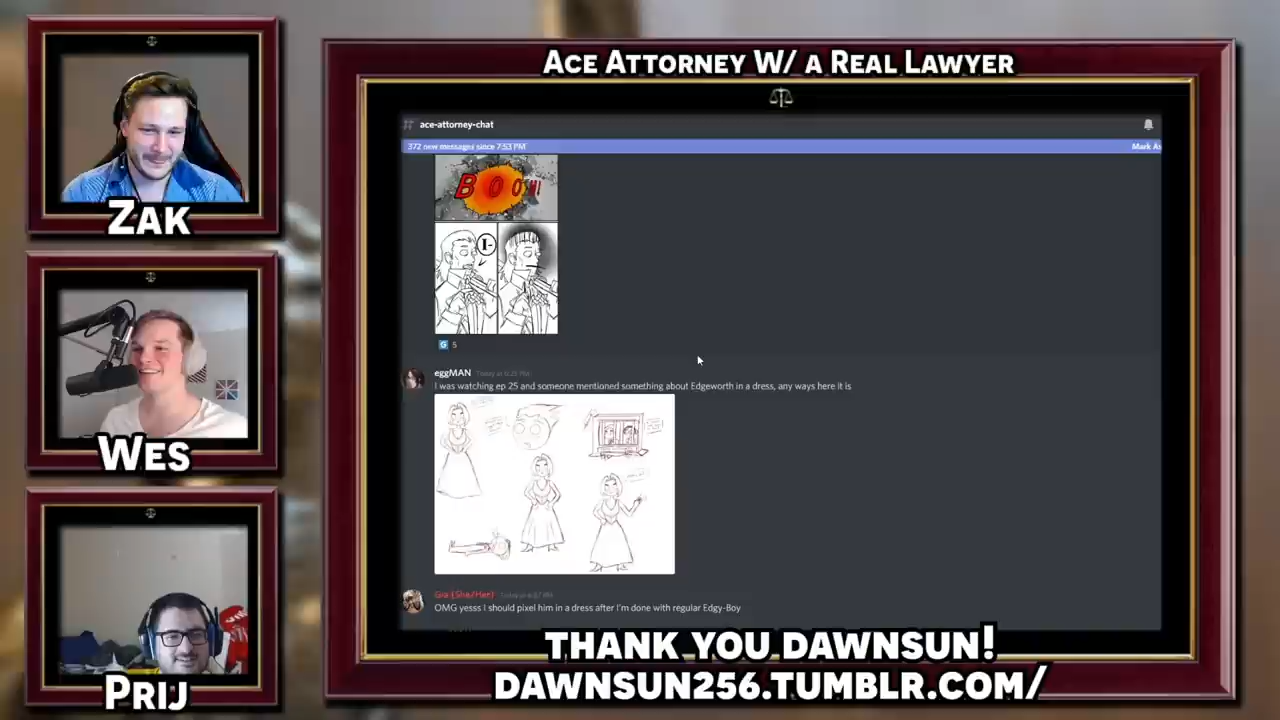 ACE ATTORNEY W/ A REAL LAWYER
ace-attorney-chat
372 new messages since 7:53 PM
Mark As
BOOM!
I-
5
eggMAN
I was watching ep 25 and someone mentioned something about Edgeworth in a dress, any ways here it is
Gia (She/Her)
OMG yesss I should pixel him in a dress after I'm done with regular Edgy-Boy
THANK YOU DAWNSUN!
DAWNSUN256.TUMBLR.COM/
ZAK
WES
PRIJ